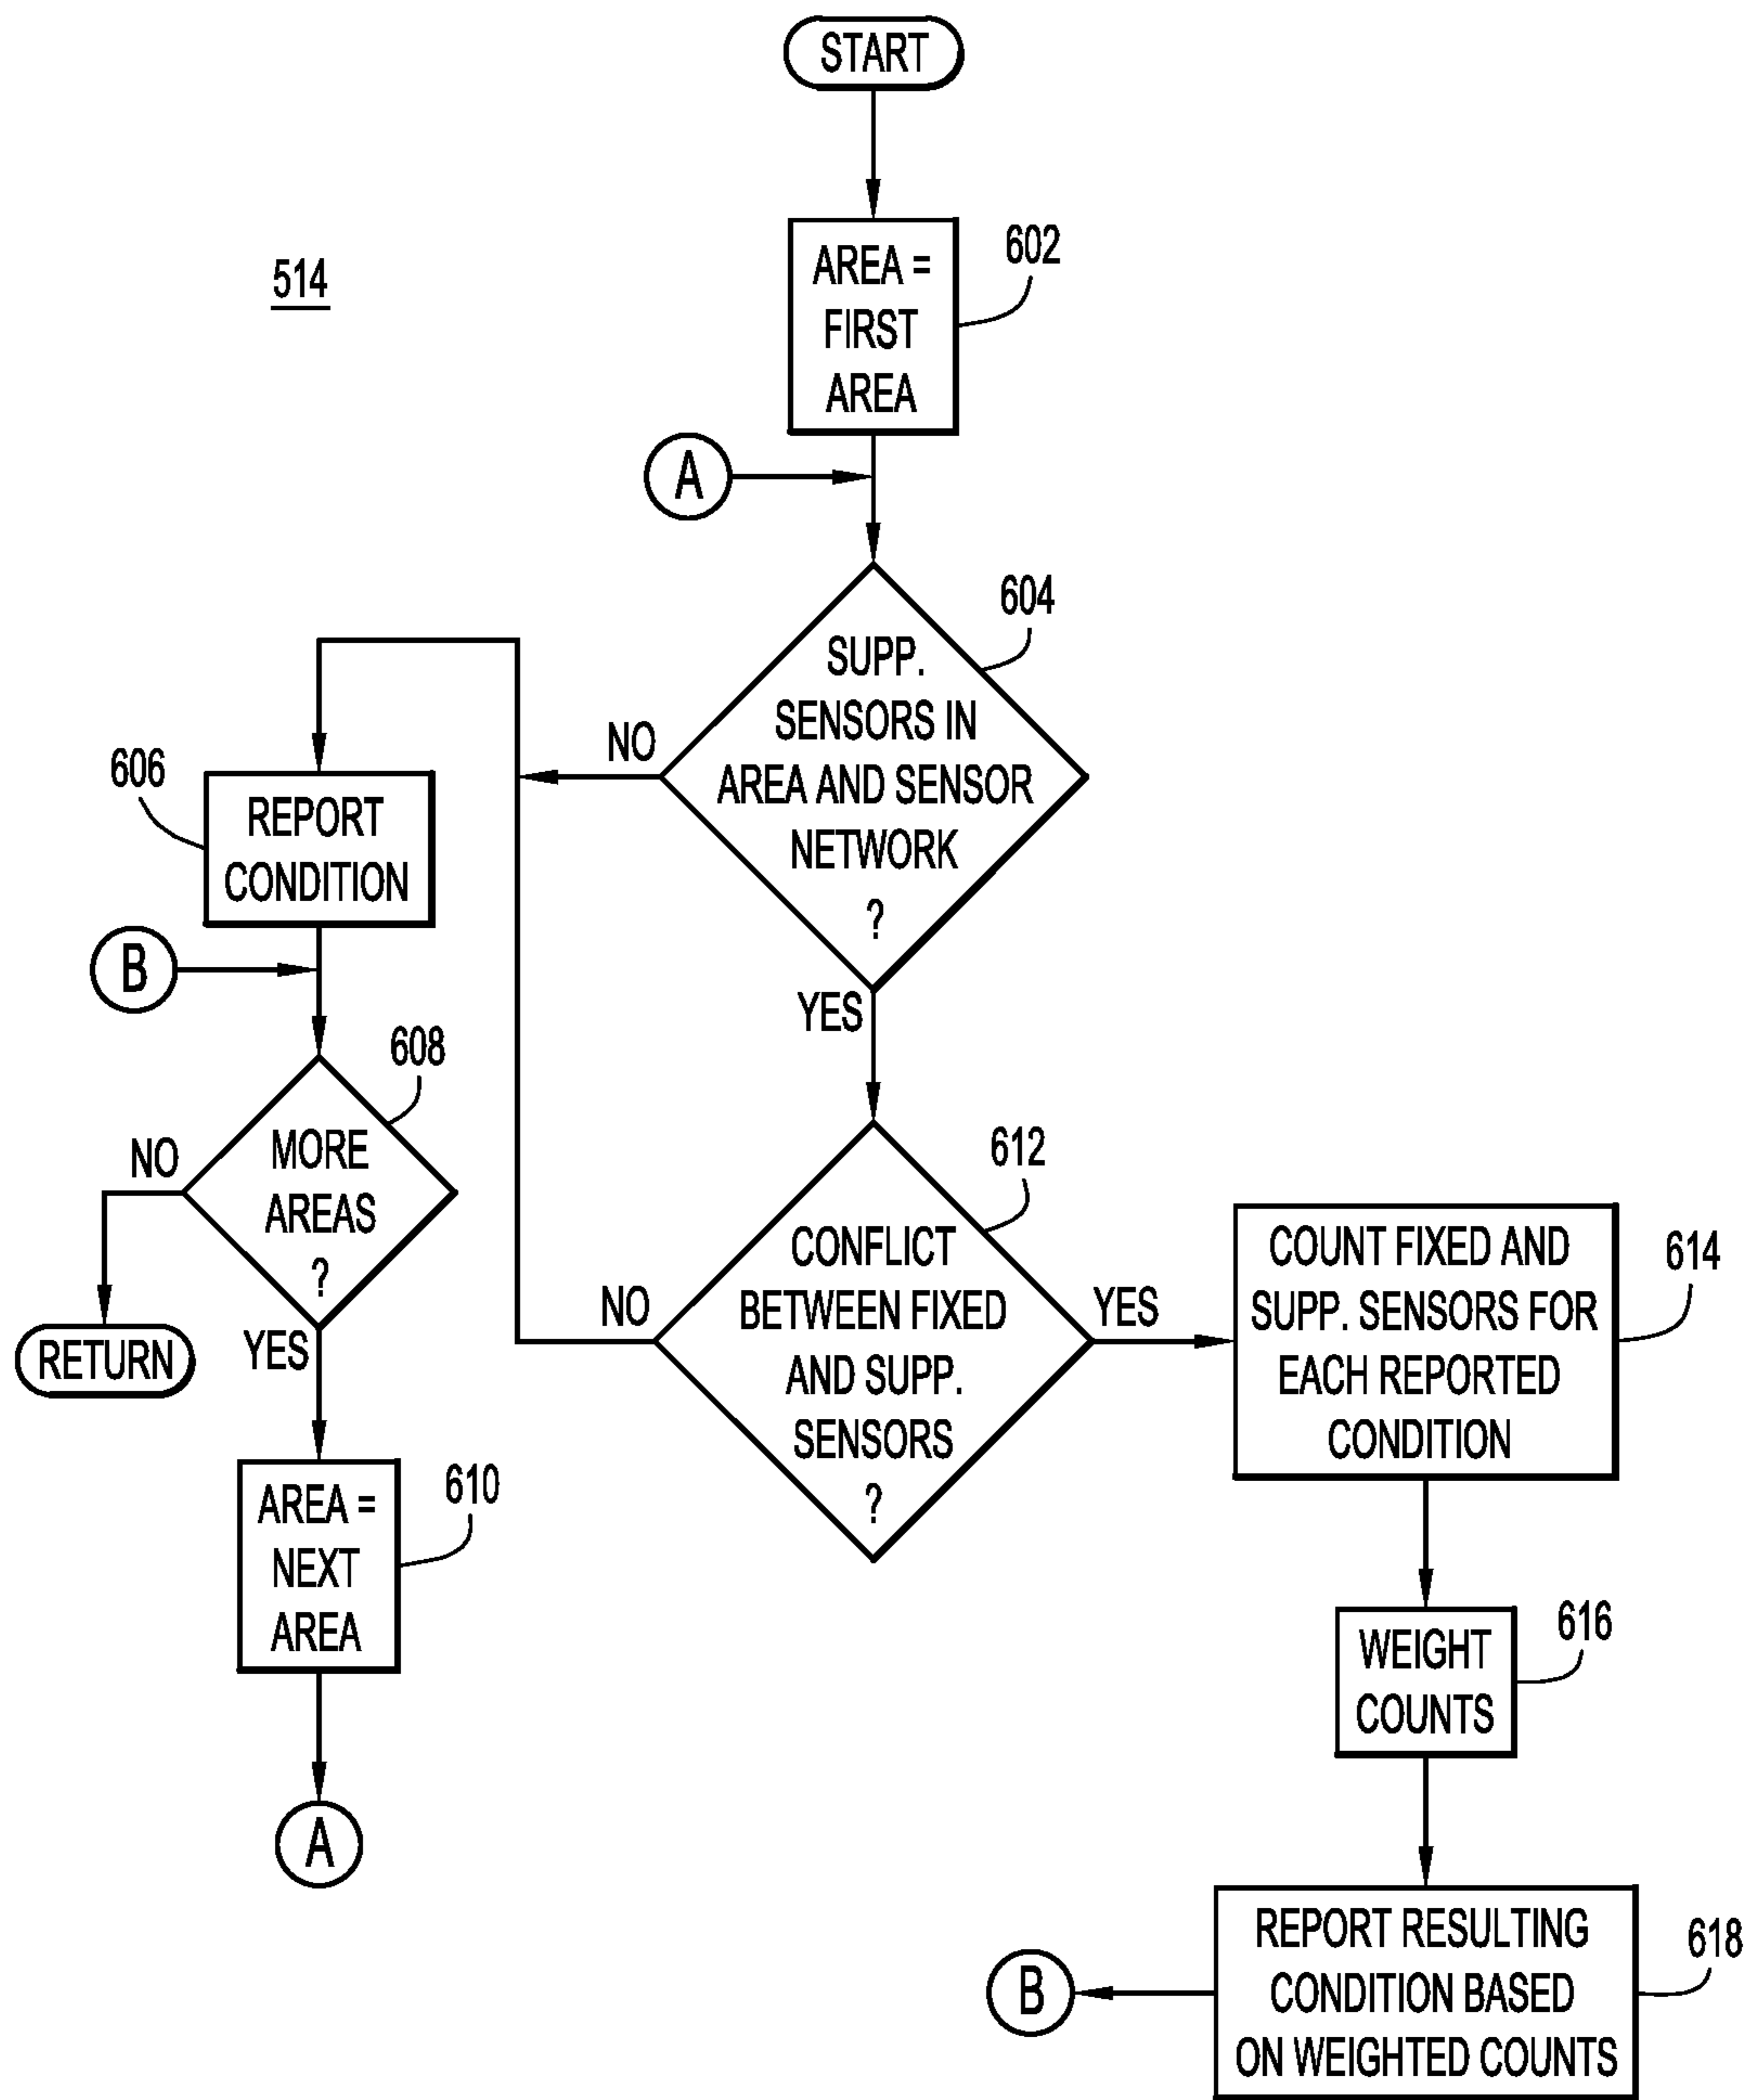 START
514
602
AREA =
FIRST
AREA
A
604
SUPP.
SENSORS IN
AREA AND SENSOR
NETWORK
?
NO
YES
606
REPORT
CONDITION
B
608
MORE
AREAS
?
NO
YES
RETURN
610
AREA =
NEXT
AREA
A
612
CONFLICT
BETWEEN FIXED
AND SUPP.
SENSORS
?
NO
YES
614
COUNT FIXED AND
SUPP. SENSORS FOR
EACH REPORTED
CONDITION
616
WEIGHT
COUNTS
618
REPORT RESULTING
CONDITION BASED
ON WEIGHTED COUNTS
B